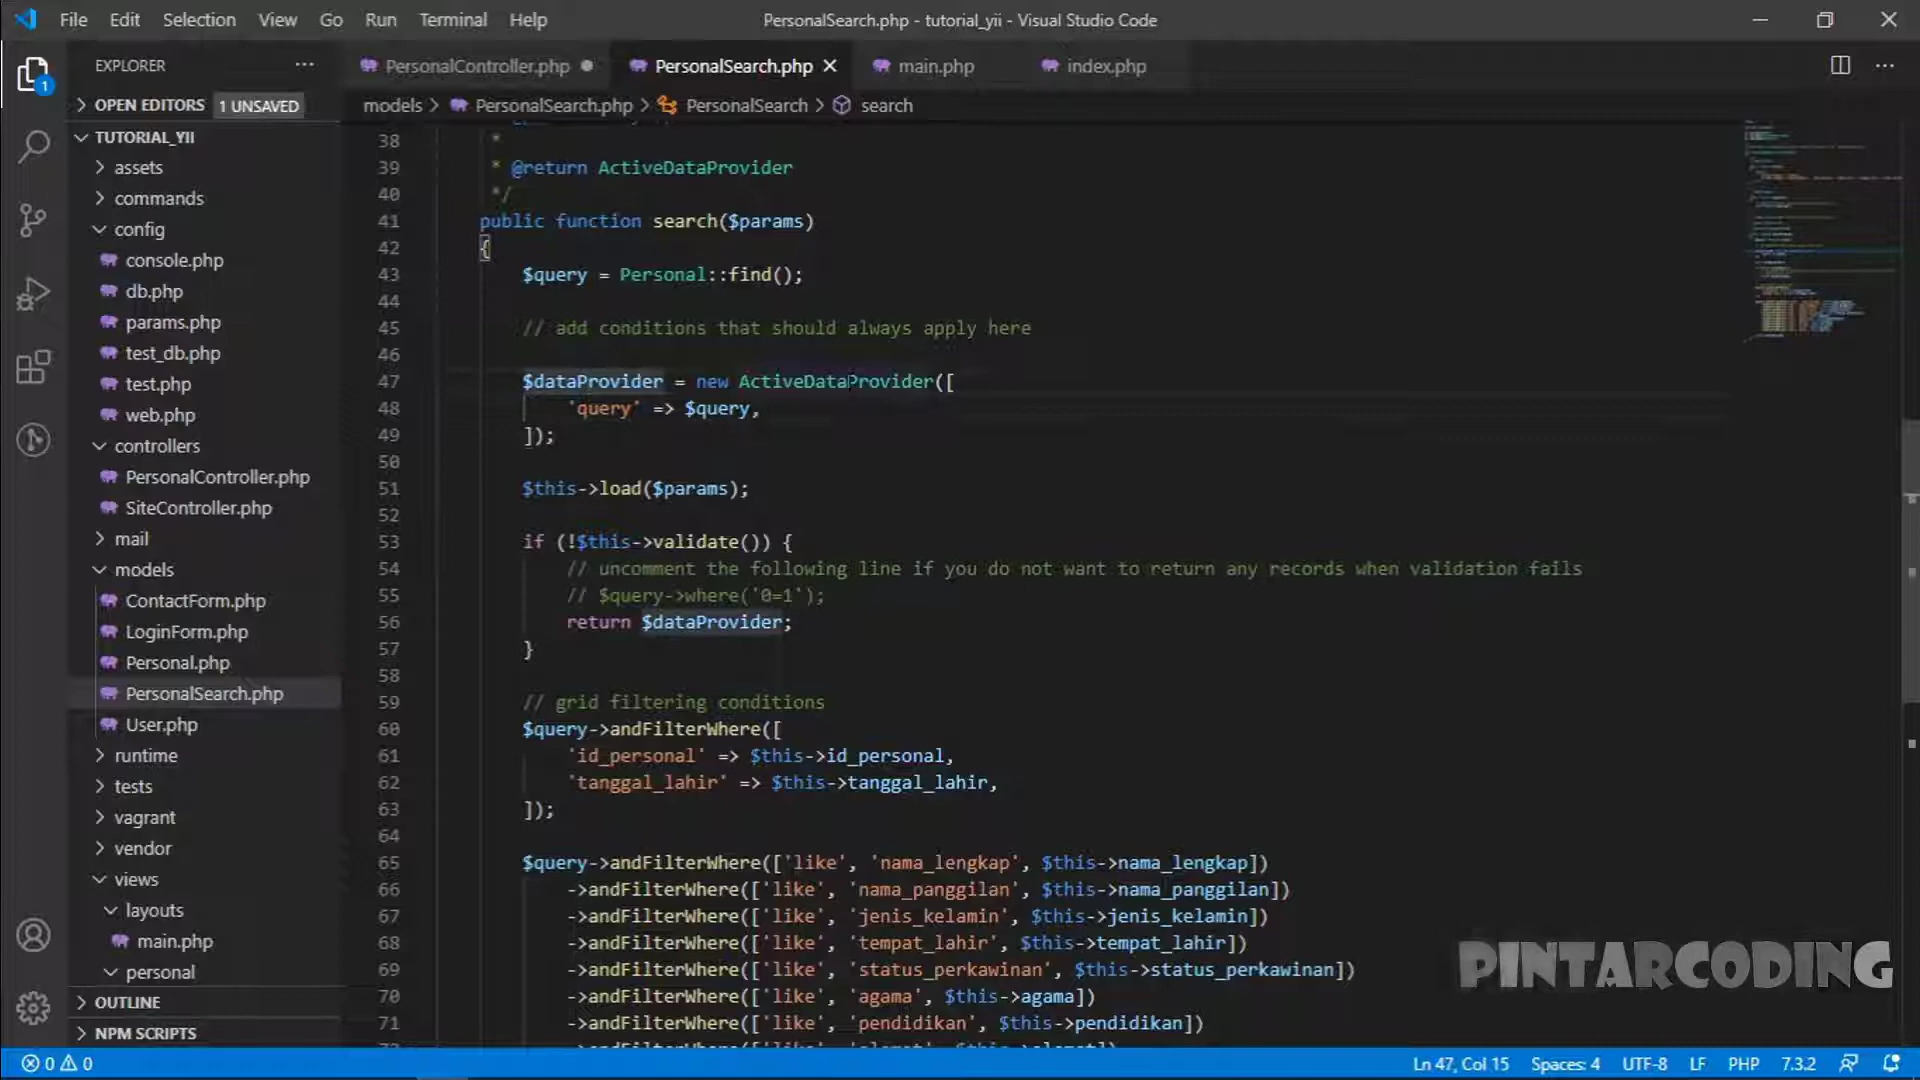 File Edit Selection View Go Run Terminal Help
PersonalSearch.php - tutorial_yii - Visual Studio Code
EXPLORER
PersonalController.php
PersonalSearch.php
main.php
index.php
1
OPEN EDITORS 1 UNSAVED
models > PersonalSearch.php > PersonalSearch > search
TUTORIAL_YII
assets
commands
config
console.php
db.php
params.php
test_db.php
test.php
web.php
controllers
PersonalController.php
SiteController.php
mail
models
ContactForm.php
LoginForm.php
Personal.php
PersonalSearch.php
User.php
runtime
tests
vagrant
vendor
views
layouts
main.php
personal
OUTLINE
NPM SCRIPTS
38 *
39 * @return ActiveDataProvider
40 */
41 public function search($params)
42 {
43 $query = Personal::find();
44
45 // add conditions that should always apply here
46
47 $dataProvider = new ActiveDataProvider([
48 'query' => $query,
49 ]);
50
51 $this->load($params);
52
53 if (!$this->validate()) {
54 // uncomment the following line if you do not want to return any records when validation fails
55 // $query->where('0=1');
56 return $dataProvider;
57 }
58
59 // grid filtering conditions
60 $query->andFilterWhere([
61 'id_personal' => $this->id_personal,
62 'tanggal_lahir' => $this->tanggal_lahir,
63 ]);
64
65 $query->andFilterWhere(['like', 'nama_lengkap', $this->nama_lengkap])
66 ->andFilterWhere(['like', 'nama_panggilan', $this->nama_panggilan])
67 ->andFilterWhere(['like', 'jenis_kelamin', $this->jenis_kelamin])
68 ->andFilterWhere(['like', 'tempat_lahir', $this->tempat_lahir])
69 ->andFilterWhere(['like', 'status_perkawinan', $this->status_perkawinan])
70 ->andFilterWhere(['like', 'agama', $this->agama])
71 ->andFilterWhere(['like', 'pendidikan', $this->pendidikan])
PINTARCODING
0 0
Ln 47, Col 15 Spaces: 4 UTF-8 LF PHP 7.3.2